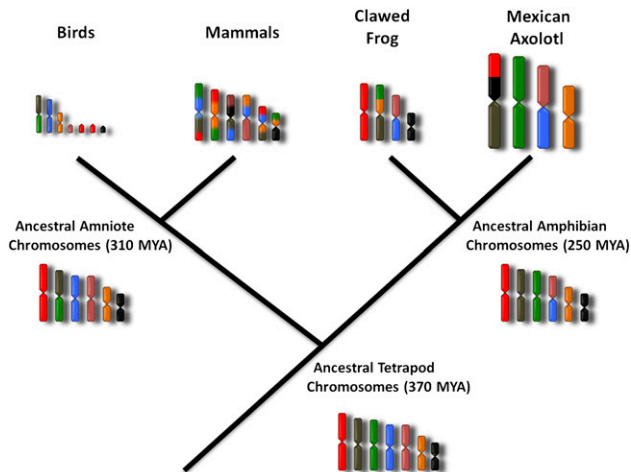 Birds
Mammals
Clawed
Frog
Mexican
Axolotl
Ancestral Amniote
Chromosomes (310 MYA)
Ancestral Amphibian
Chromosomes (250 MYA)
Ancestral Tetrapod
Chromosomes (370 MYA)